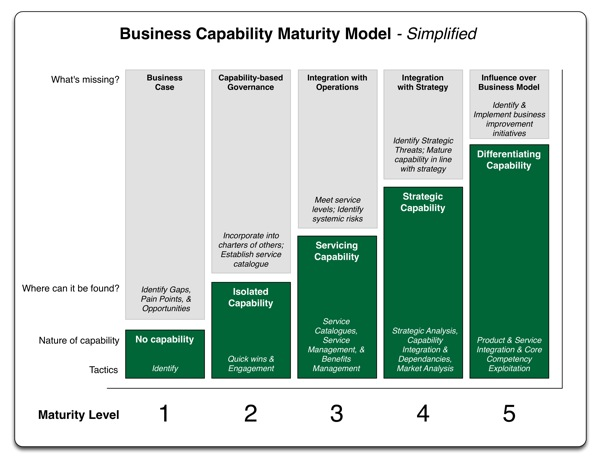 Business Capability Maturity Model - Simplified
What's missing?
Business
Case
Capability-based
Governance
Integration with
Operations
Integration
with Strategy
Influence over
Business Model
Identify &
Implement business
improvement
initiatives
Identify Strategic
Threats; Mature
capability in line
with strategy
Differentiating
Capability
Meet service
levels; Identify
systemic risks
Strategic
Capability
Incorporate into
charters of others;
Establish service
catalogue
Servicing
Capability
Where can it be found?
Identify Gaps,
Pain Points, &
Opportunities
Isolated
Capability
Nature of capability
No capability
Service
Catalogues,
Service
Management, &
Benefits
Management
Strategic Analysis,
Capability
Integration &
Dependancies,
Market Analysis
Product & Service
Integration & Core
Competency
Exploitation
Tactics
Identify
Quick wins &
Engagement
Maturity Level 1 2 3 4 5